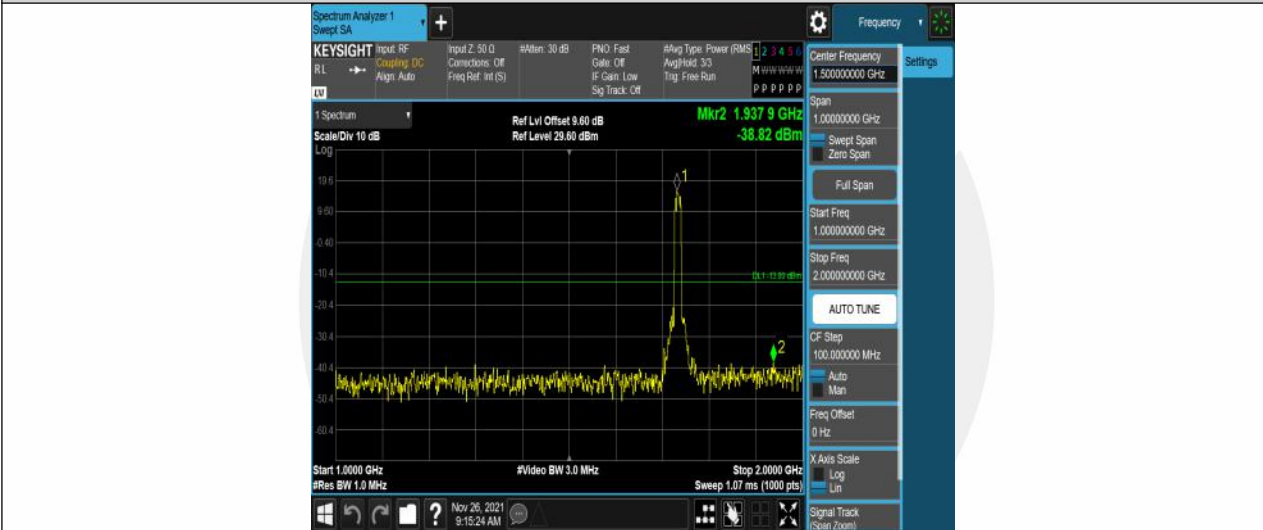 Spectrum Analyzer 1
Swept SA
+
Frequency
KEYSIGHT
RL
Input: RF
Coupling: DC
Align: Auto
Input Z: 50 Ω
Corrections: Off
Freq Ref: Int (S)
#Atten: 30 dB
PNO: Fast
Gate: Off
IF Gain: Low
Sig Track: Off
#Avg Type: Power (RMS
Avg|Hold: 3/3
Trig: Free Run
1 2 3 4 5 6
M W W W W W
P P P P P P
LV
1 Spectrum
Scale/Div 10 dB
Log
Ref Lvl Offset 9.60 dB
Ref Level 29.60 dBm
Mkr2 1.937 9 GHz
-38.82 dBm
1
19.6
9.60
-0.40
-10.4
DL1 -13.00 dBm
-20.4
-30.4
2
-40.4
-50.4
-60.4
Start 1.0000 GHz
#Res BW 1.0 MHz
#Video BW 3.0 MHz
Stop 2.0000 GHz
Sweep 1.07 ms (1000 pts)
?
Nov 26, 2021
9:15:24 AM
Center Frequency
1.500000000 GHz
Settings
Span
1.00000000 GHz
Swept Span
Zero Span
Full Span
Start Freq
1.000000000 GHz
Stop Freq
2.000000000 GHz
AUTO TUNE
CF Step
100.000000 MHz
Auto
Man
Freq Offset
0 Hz
X Axis Scale
Log
Lin
Signal Track
(Span Zoom)